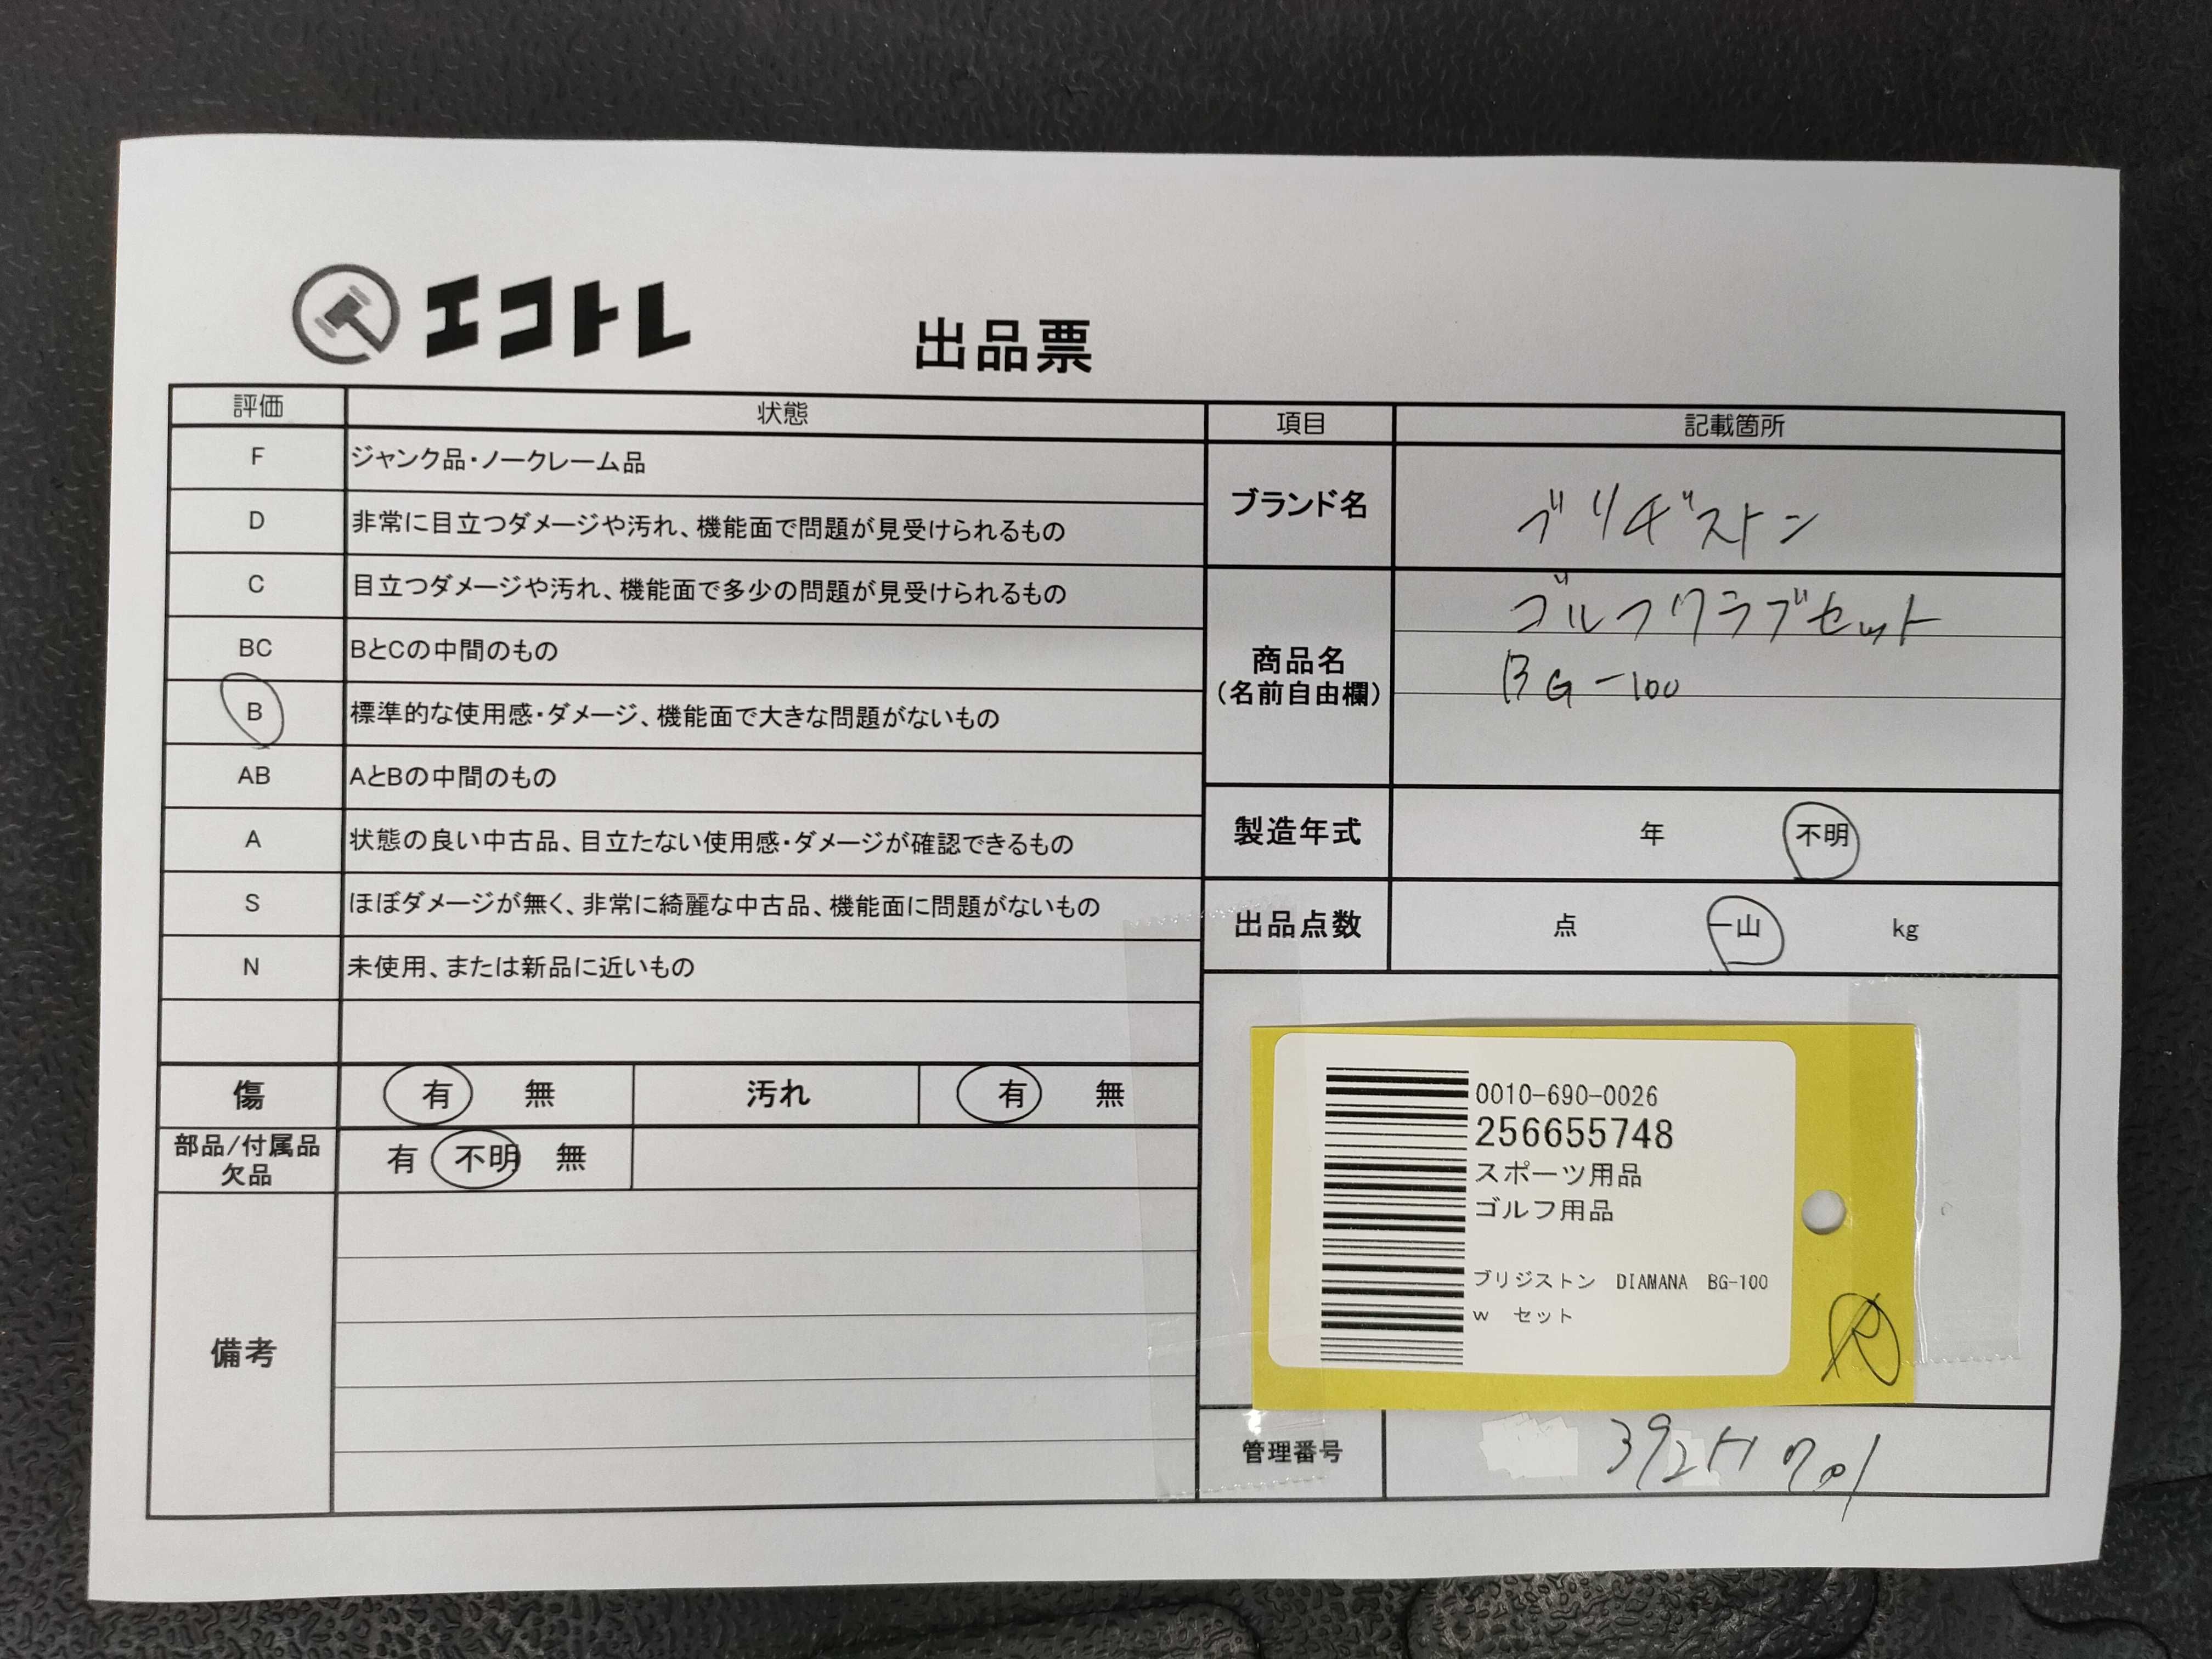 エコトレ
出品票
評価 状態
F ジャンク品・ノークレーム品
D 非常に目立つダメージや汚れ、機能面で問題が見受けられるもの
C 目立つダメージや汚れ、機能面で多少の問題が見受けられるもの
BC BとCの中間のもの
B 標準的な使用感・ダメージ、機能面で大きな問題がないもの
AB AとBの中間のもの
A 状態の良い中古品、目立たない使用感・ダメージが確認できるもの
S ほぼダメージが無く、非常に綺麗な中古品、機能面に問題がないもの
N 未使用、または新品に近いもの
傷 有 無 汚れ 有 無
部品/付属品
欠品 有 不明 無
備考
項目 記載箇所
ブランド名 ブリヂストン
商品名
(名前自由欄)
ゴルフクラブセット
BG-100
製造年式 年 不明
出品点数 点 一山 kg
0010-690-0026
256655748
スポーツ用品
ゴルフ用品
ブリジストン DIAMANA BG-100
w セット
管理番号